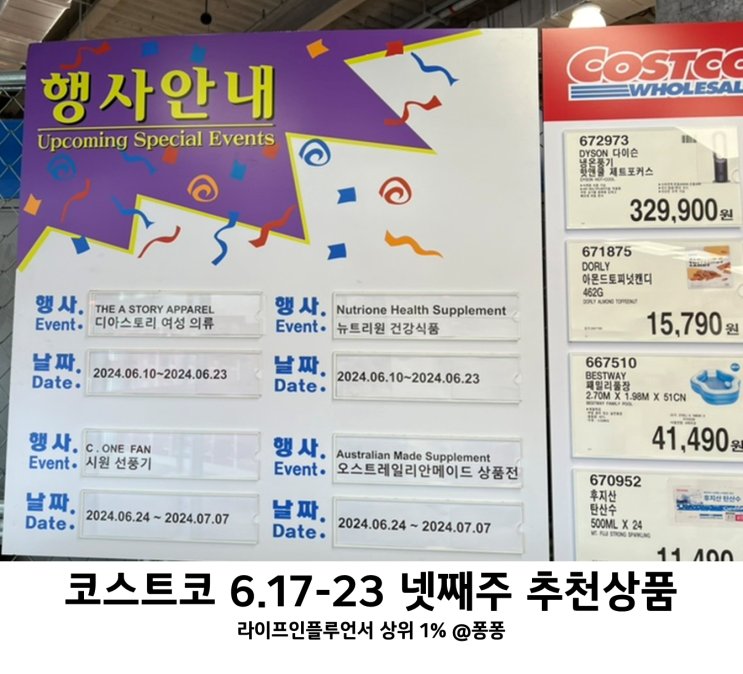 행사안내
Upcoming Special Events
행사. THE A STORY APPAREL
Event. 디아스토리 여성 의류
날짜.
Date. 2024.06.10~2024.06.23
행사. Nutrione Health Supplement
Event. 뉴트리원 건강식품
날짜.
Date. 2024.06.10~2024.06.23
행사. C . ONE FAN
Event. 시원 선풍기
날짜.
Date. 2024.06.24 ~ 2024.07.07
행사. Australian Made Supplement
Event. 오스트레일리안메이드 상품전
날짜.
Date. 2024.06.24 ~ 2024.07.07
COSTCO
WHOLESAL
672973
DYSON 다이슨
냉온풍기
핫앤쿨 제트포커스
329,900원
671875
DORLY
아몬드토피넛캔디
462G
DORLY ALMOND TOFFEENUT
15,790원
667510
BESTWAY
패밀리풀장
2.70M X 1.98M X 51CN
BESTWAY FAMILY POOL
41,490원
670952
후지산
탄산수
500ML X 24
MT. FUJI STRONG SPARKLING
11,490
코스트코 6.17-23 넷째주 추천상품
라이프인플루언서 상위 1% @퐁퐁